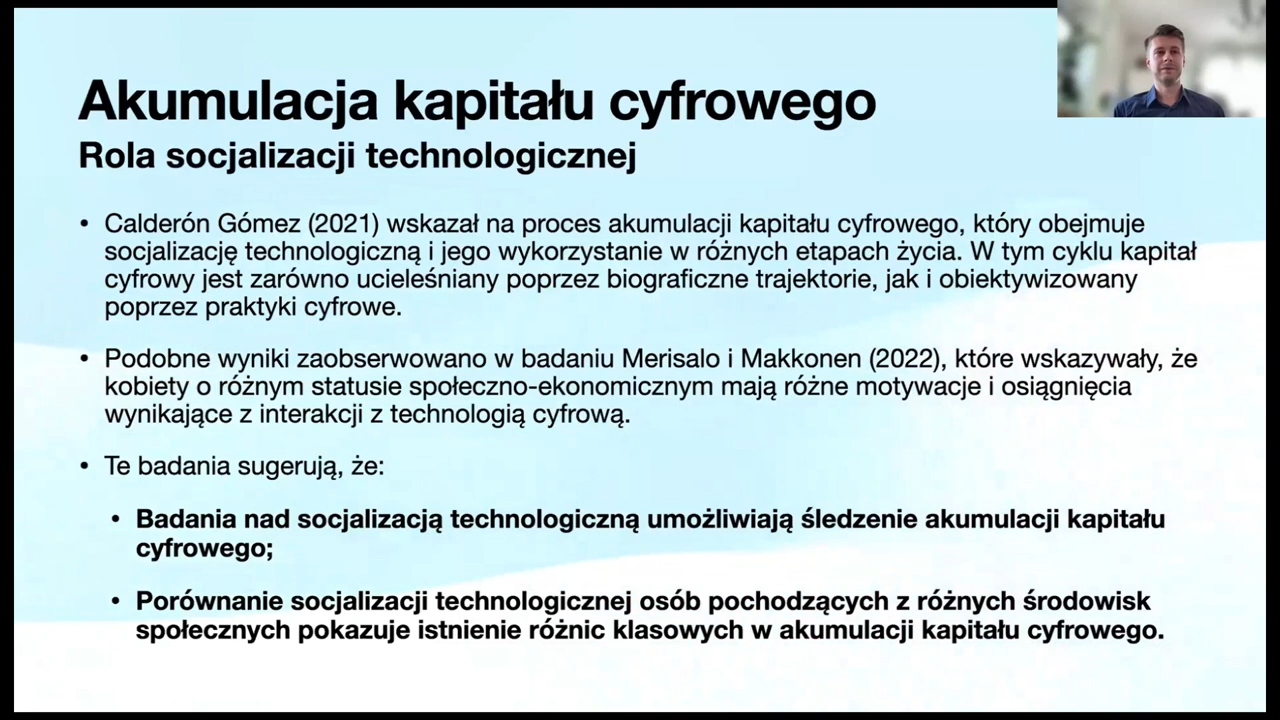 Akumulacja kapitału cyfrowego
Rola socjalizacji technologicznej
• Calderón Gómez (2021) wskazał na proces akumulacji kapitału cyfrowego, który obejmuje
socjalizację technologiczną i jego wykorzystanie w różnych etapach życia. W tym cyklu kapitał
cyfrowy jest zarówno ucieleśniany poprzez biograficzne trajektorie, jak i obiektywizowany
poprzez praktyki cyfrowe.
• Podobne wyniki zaobserwowano w badaniu Merisalo i Makkonen (2022), które wskazywały, że
kobiety o różnym statusie społeczno-ekonomicznym mają różne motywacje i osiągnięcia
wynikające z interakcji z technologią cyfrową.
• Te badania sugerują, że:
• Badania nad socjalizacją technologiczną umożliwiają śledzenie akumulacji kapitału
cyfrowego;
• Porównanie socjalizacji technologicznej osób pochodzących z różnych środowisk
społecznych pokazuje istnienie różnic klasowych w akumulacji kapitału cyfrowego.